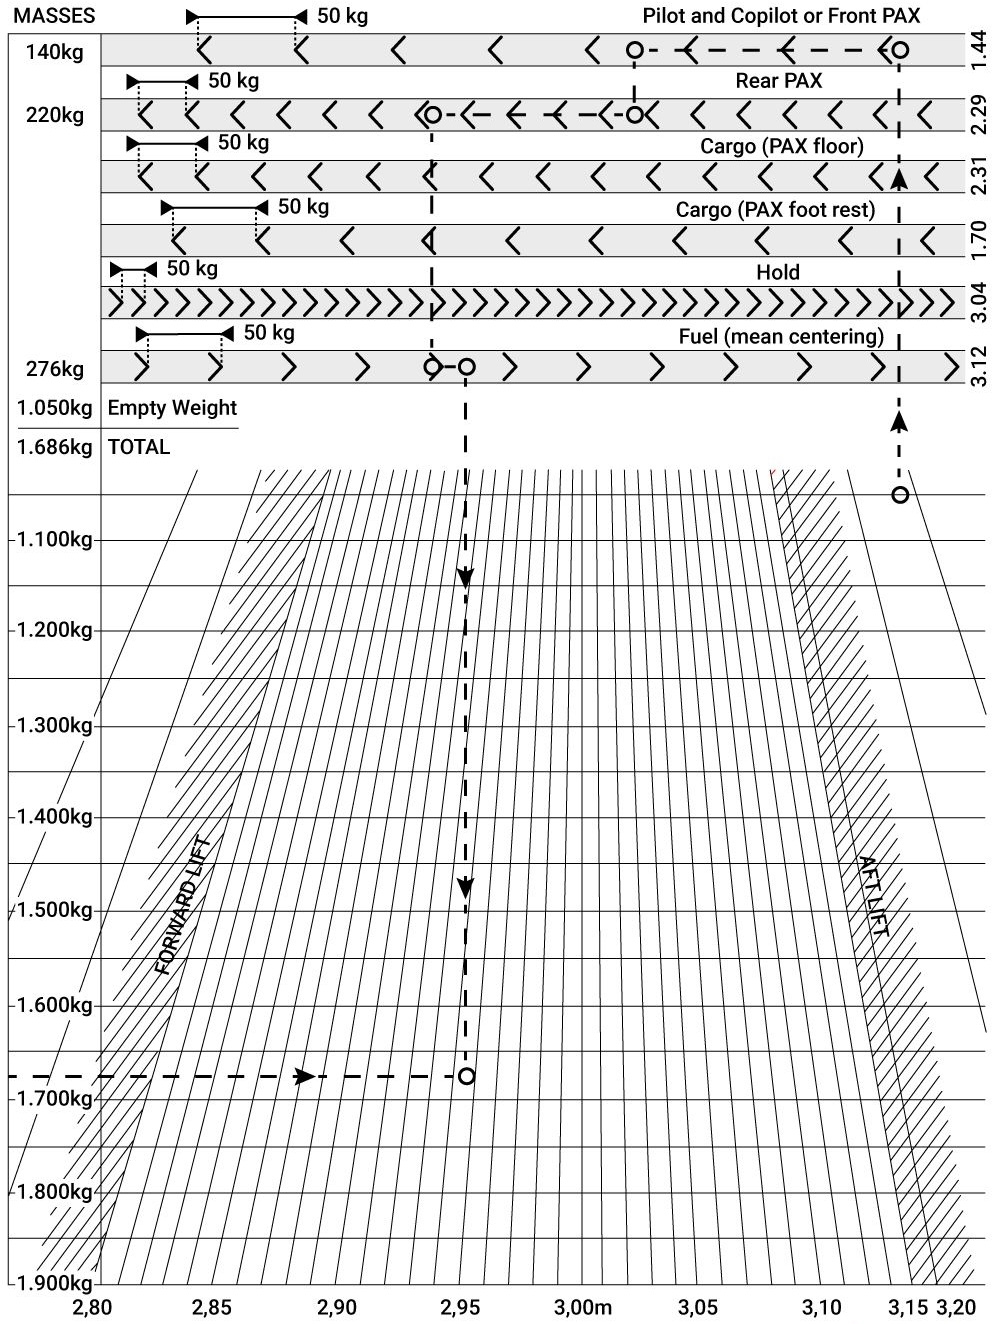 MASSES 50 kg Pilot and Copilot or Front PAX
140kg 1.44
50 kg Rear PAX
220kg 2.29
50 kg Cargo (PAX floor)
2.31
50 kg Cargo (PAX foot rest)
1.70
50 kg Hold
3.04
50 kg Fuel (mean centering)
276kg 3.12
1.050kg Empty Weight
1.686kg TOTAL
1.100kg
1.200kg
1.300kg
1.400kg
FORWARD LIFT AFT LIFT
1.500kg
1.600kg
1.700kg
1.800kg
1.900kg
2,80 2,85 2,90 2,95 3,00m 3,05 3,10 3,15 3,20